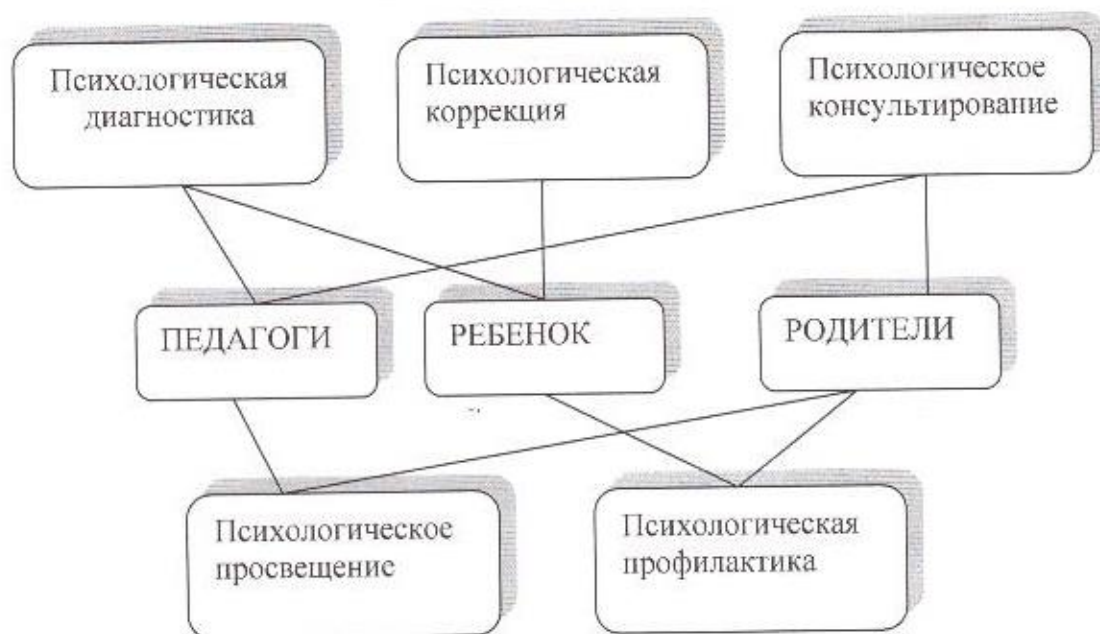 Психологическая
диагностика
Психологическая
коррекция
Психологическое
консультирование
ПЕДАГОГИ
РЕБЕНОК
РОДИТЕЛИ
Психологическое
просвещение
Психологическая
профилактика